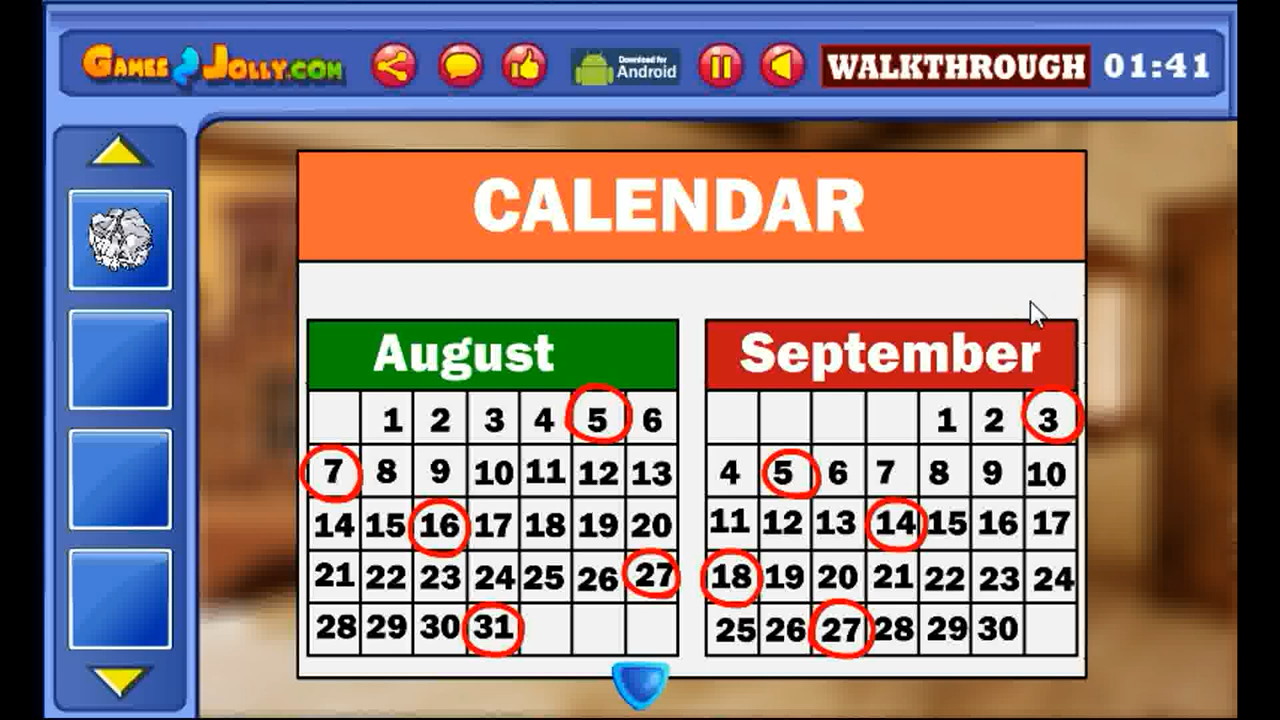 GAMES2JOLLY.COM Download for WALKTHROUGH 01:41
Android
CALENDAR
August September
1 2 3 4 5 6 1 2 3
7 8 9 10 11 12 13 4 5 6 7 8 9 10
14 15 16 17 18 19 20 11 12 13 14 15 16 17
21 22 23 24 25 26 27 18 19 20 21 22 23 24
28 29 30 31 25 26 27 28 29 30